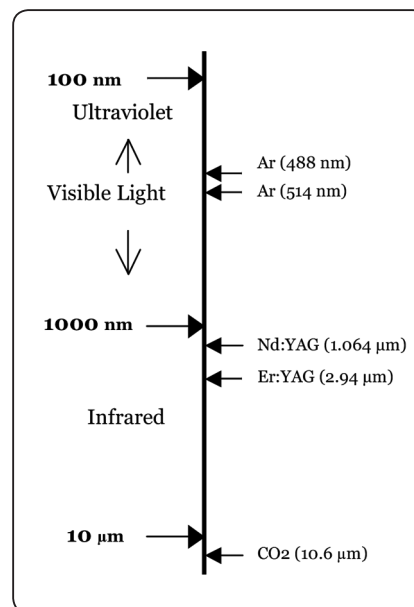 100 nm
Ultraviolet
Ar (488 nm)
Visible Light
Ar (514 nm)
1000 nm
Nd:YAG (1.064 µm)
Er:YAG (2.94 µm)
Infrared
10 µm
CO2 (10.6 µm)